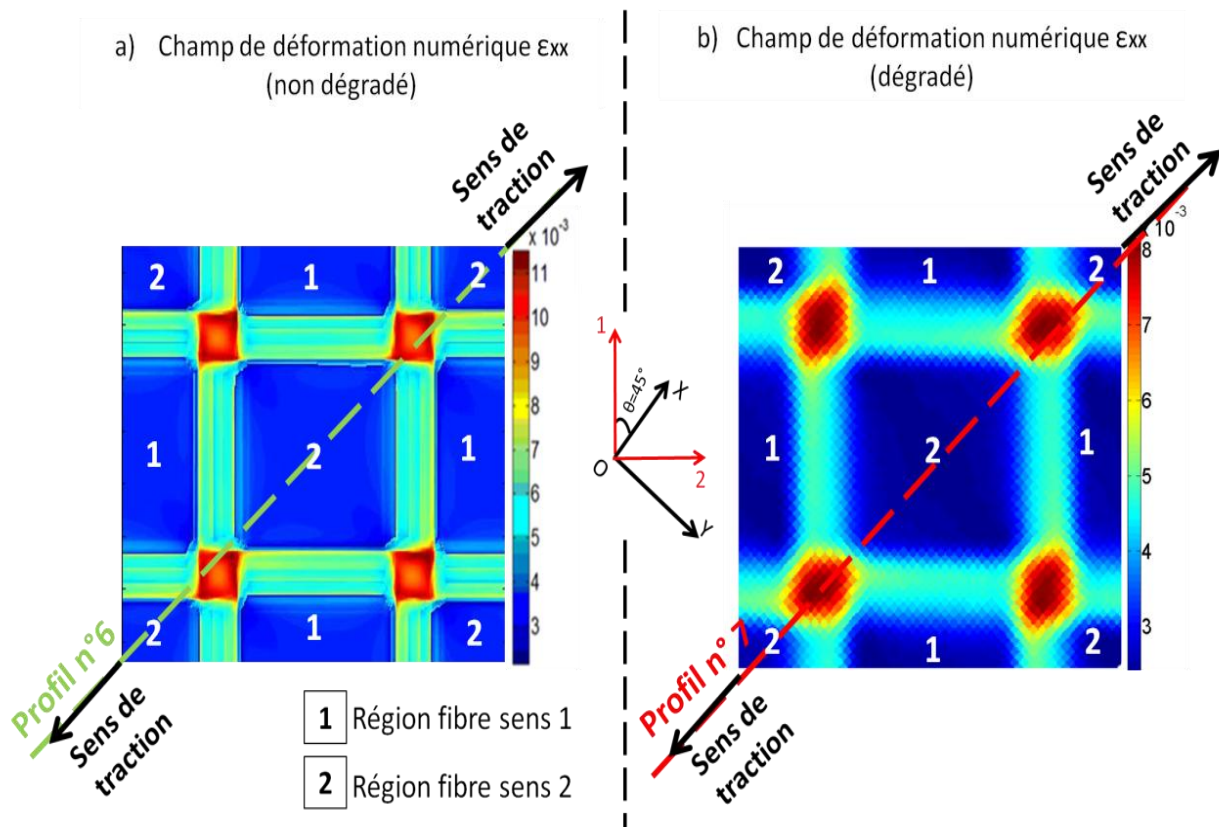 a) Champ de déformation numérique εxx
(non dégradé)
b) Champ de déformation numérique εxx
(dégradé)
Sens de
traction
x 10⁻³
2
1
2
11
10
9
8
7
6
5
4
3
1
2
1
2
1
2
Profil n°6
Sens de
traction
1
θ=45°
X
O
2
Y
Sens de
traction
x 10⁻³
2
1
2
8
7
6
5
4
3
1
2
1
2
1
2
Profil n° 7
Sens de
traction
1 Région fibre sens 1
2 Région fibre sens 2